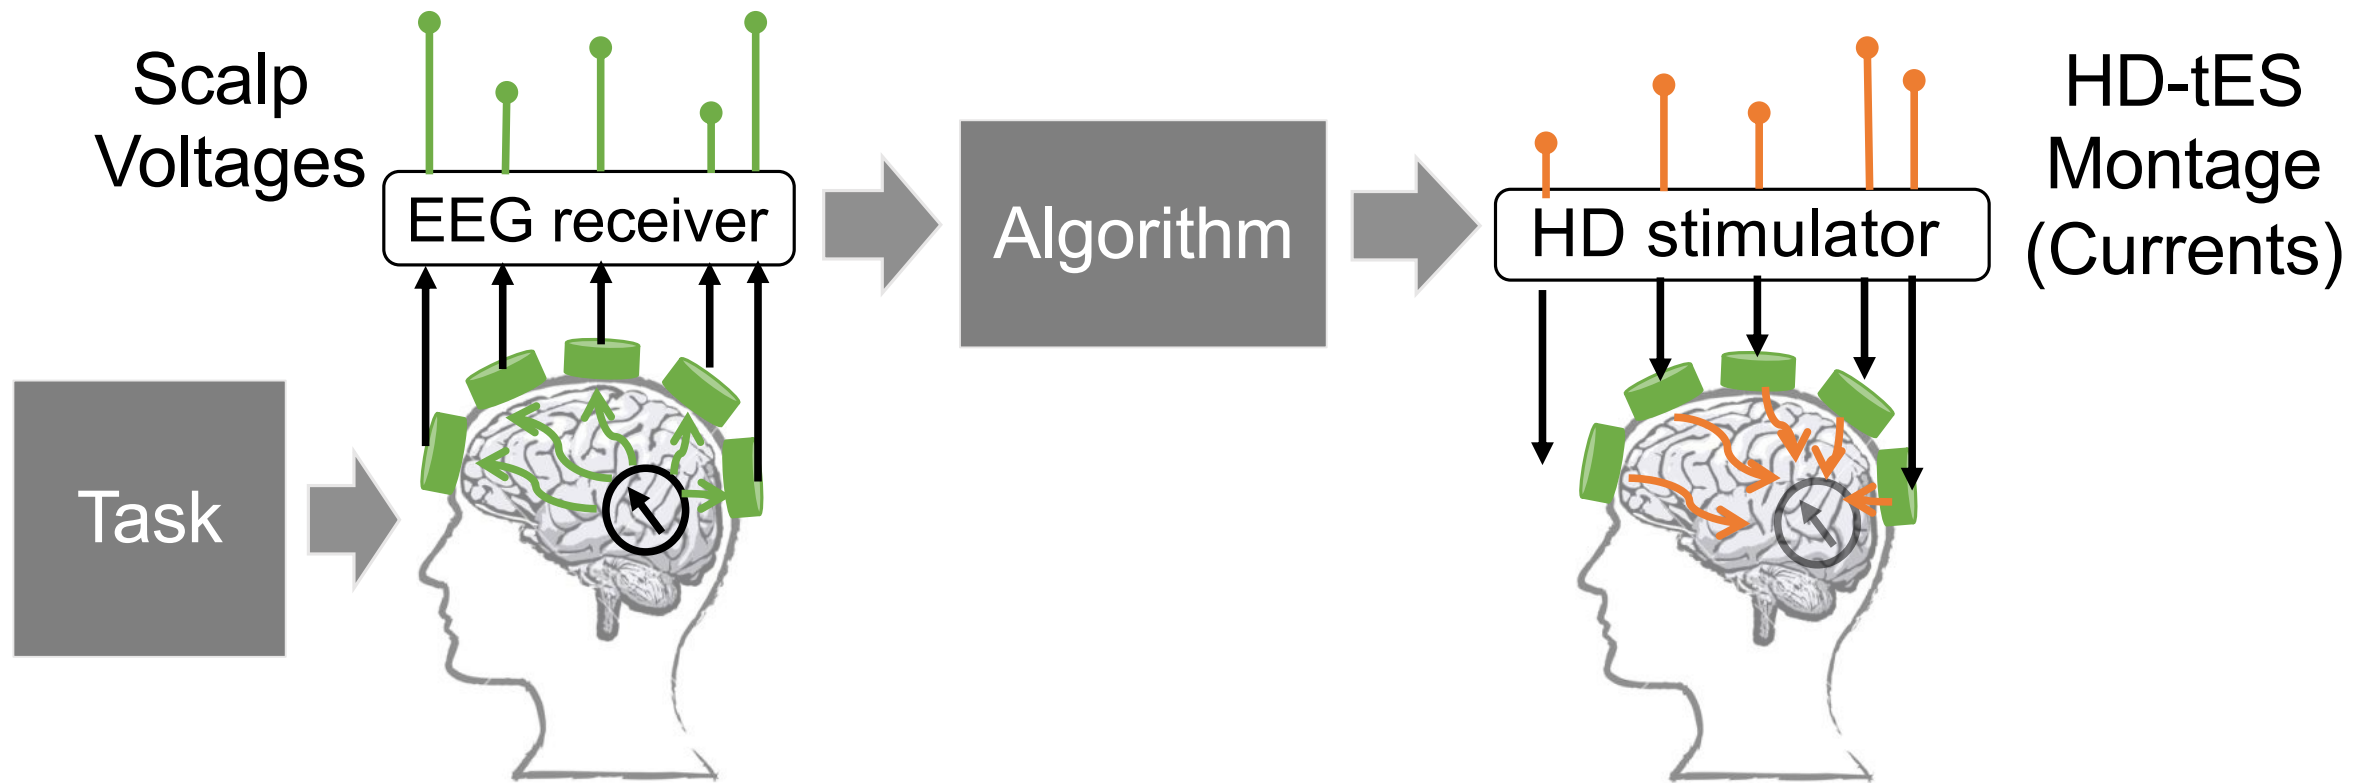 Scalp
Voltages
EEG receiver
Task
Algorithm
HD stimulator
HD-tES
Montage
(Currents)